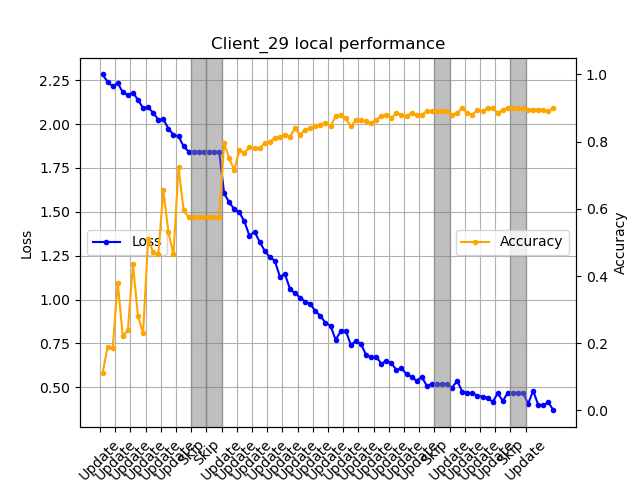 Client_29 local performance
2.25
2.00
1.75
1.50
1.25
1.00
0.75
0.50
Loss
Loss
Accuracy
1.0
0.8
0.6
0.4
0.2
0.0
Accuracy
Update
Update
Update
Update
Update
Update
Skip
Skip
Update
Update
Update
Update
Update
Update
Update
Update
Update
Update
Update
Update
Update
Update
Skip
Update
Update
Update
Update
Skip
Update